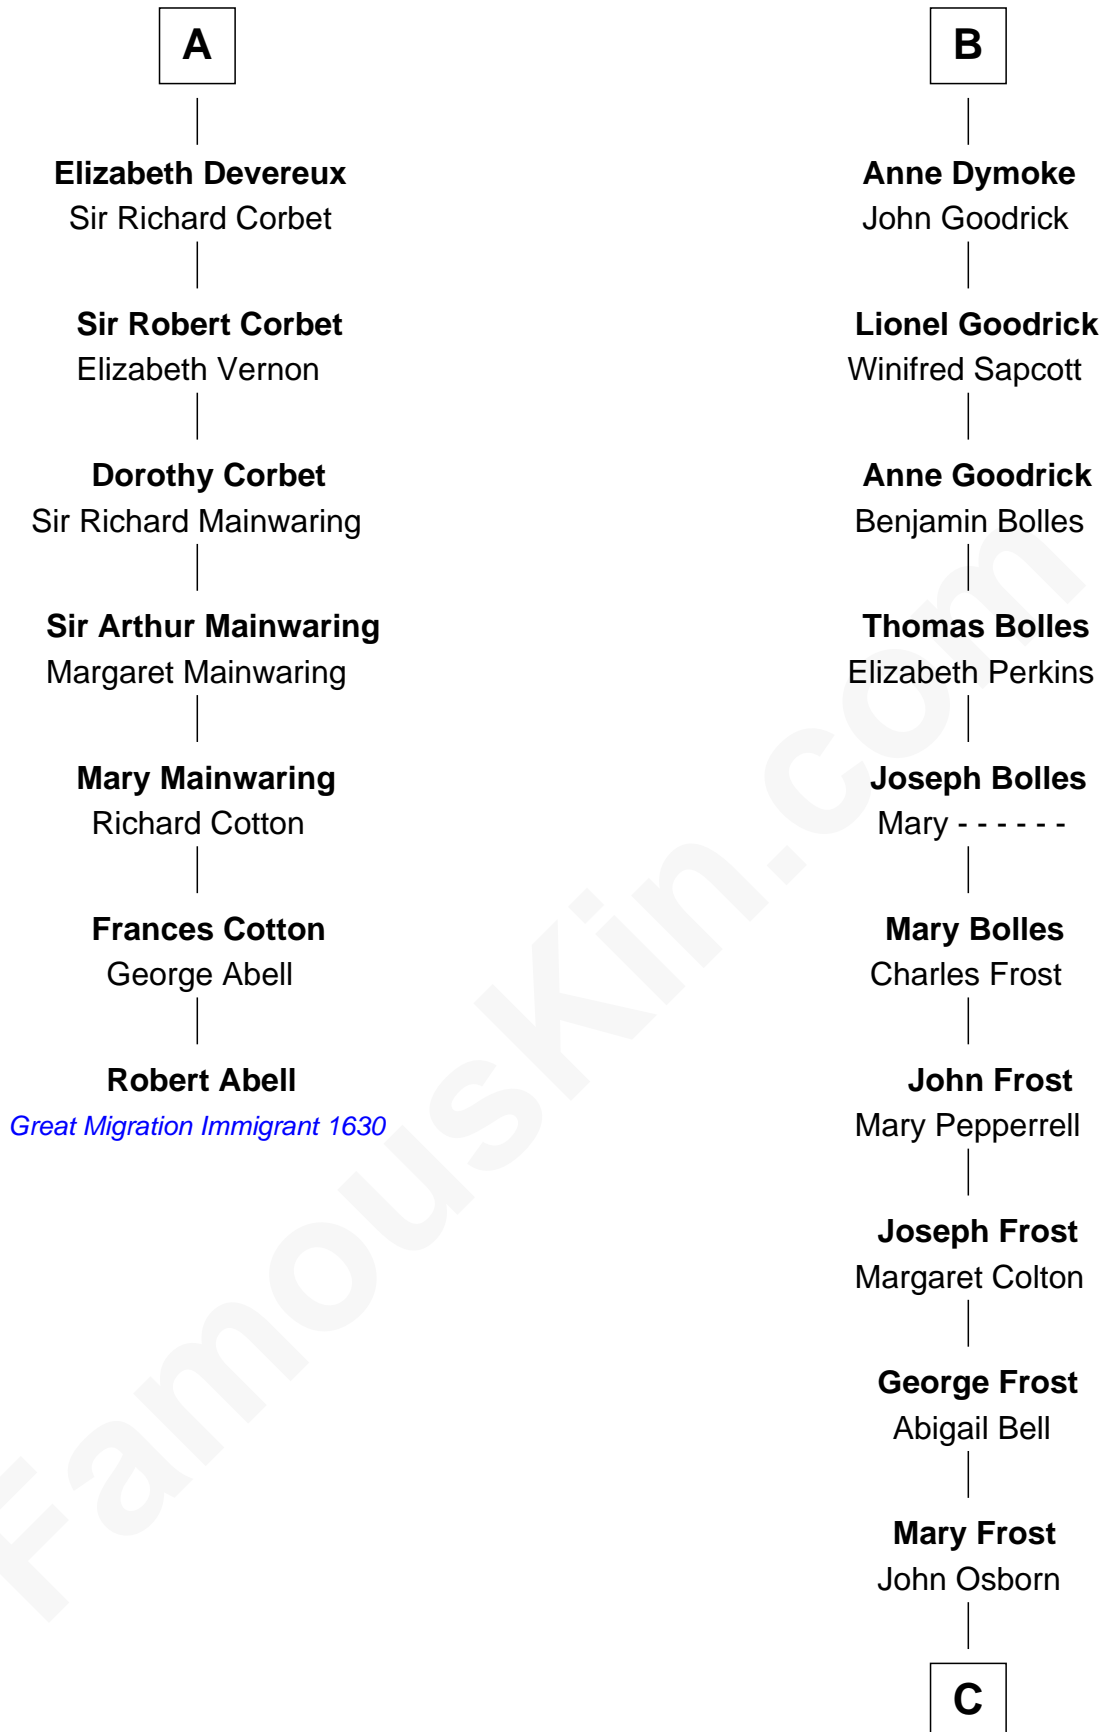 A
Elizabeth Devereux
Sir Richard Corbet
Sir Robert Corbet
Elizabeth Vernon
Dorothy Corbet
Sir Richard Mainwaring
Sir Arthur Mainwaring
Margaret Mainwaring
Mary Mainwaring
Richard Cotton
Frances Cotton
George Abell
Robert Abell
Great Migration Immigrant 1630
B
Anne Dymoke
John Goodrick
Lionel Goodrick
Winifred Sapcott
Anne Goodrick
Benjamin Bolles
Thomas Bolles
Elizabeth Perkins
Joseph Bolles
Mary - - - - - -
Mary Bolles
Charles Frost
John Frost
Mary Pepperrell
Joseph Frost
Margaret Colton
George Frost
Abigail Bell
Mary Frost
John Osborn
C
FamousKin.com